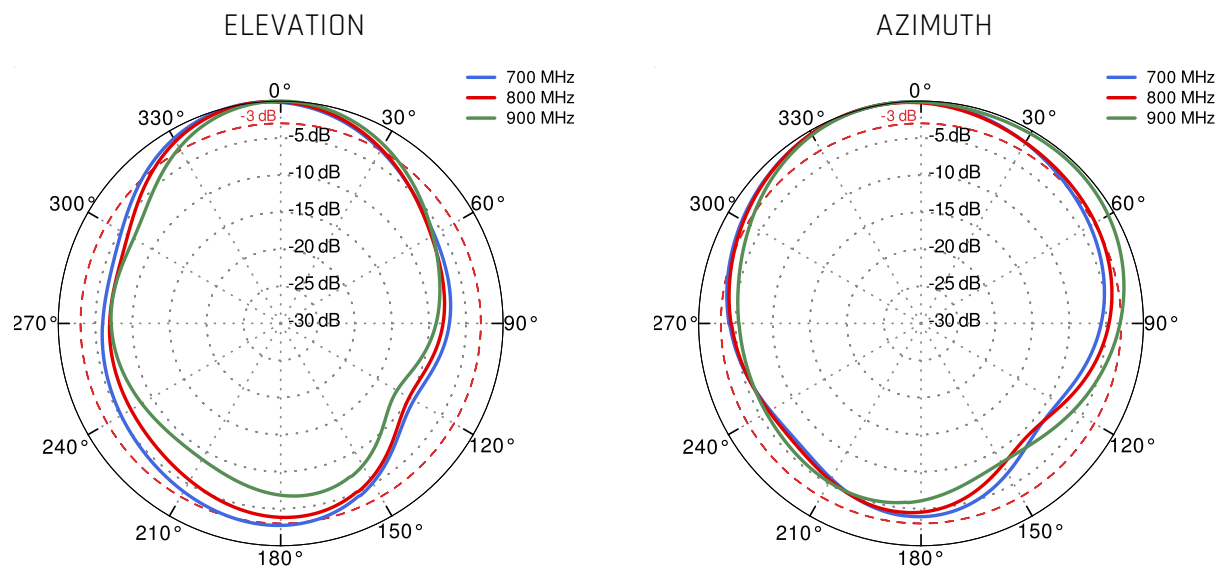 ELEVATION
700 MHz
800 MHz
900 MHz
0°
330°
30°
-3 dB
-5 dB
-10 dB
300°
60°
-15 dB
-20 dB
-25 dB
270°
-30 dB
90°
240°
120°
210°
150°
180°
AZIMUTH
700 MHz
800 MHz
900 MHz
0°
330°
30°
-3 dB
-5 dB
-10 dB
300°
60°
-15 dB
-20 dB
-25 dB
270°
-30 dB
90°
240°
120°
210°
150°
180°